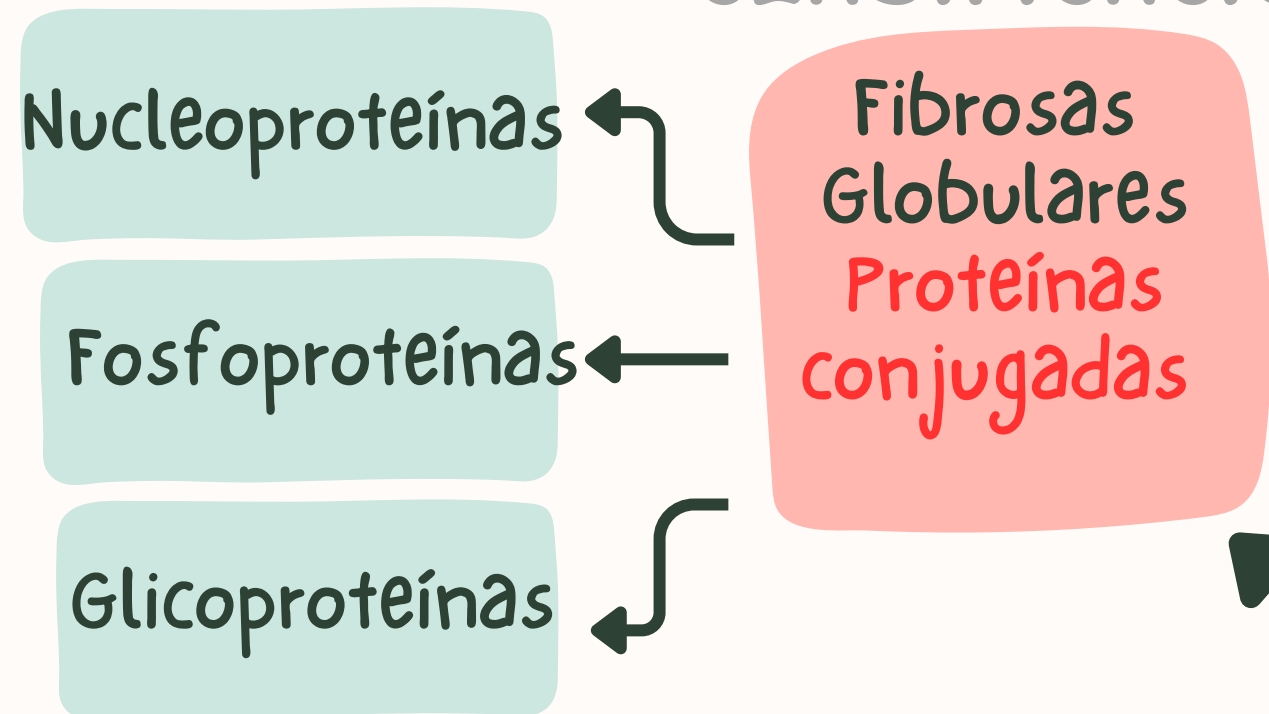 Nucleoproteínas
Fosfoproteínas
Glicoproteínas
Fibrosas
Globulares
Proteínas
conjugadas